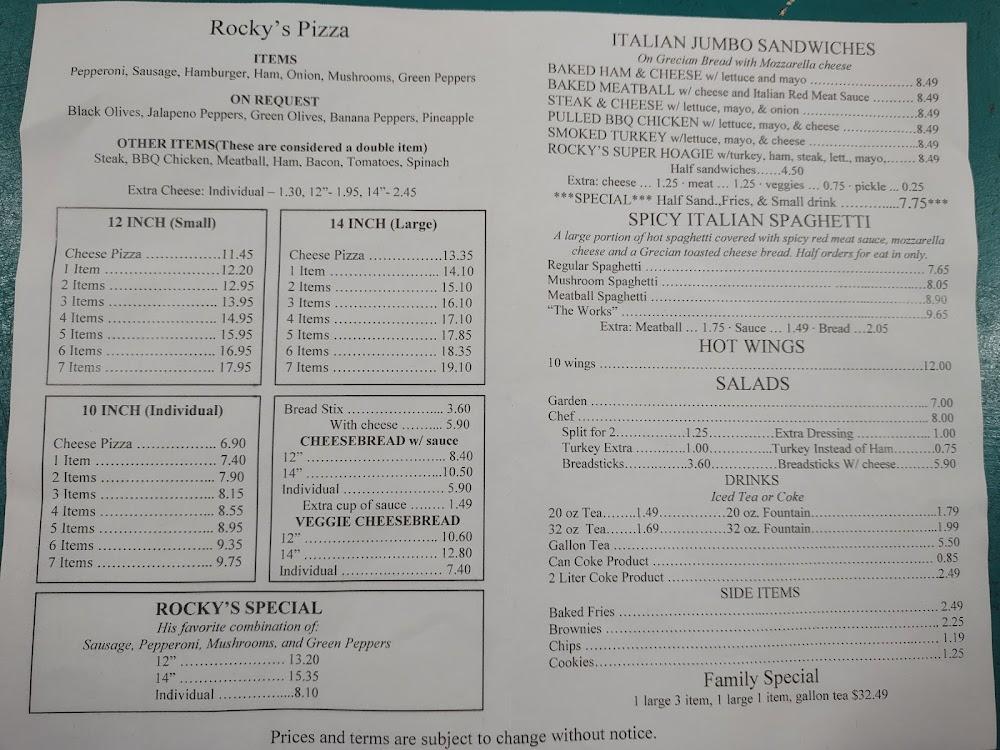 Rocky's Pizza
ITEMS
Pepperoni, Sausage, Hamburger, Ham, Onion, Mushrooms, Green Peppers
ON REQUEST
Black Olives, Jalapeno Peppers, Green Olives, Banana Peppers, Pineapple
OTHER ITEMS(These are considered a double item)
Steak, BBQ Chicken, Meatball, Ham, Bacon, Tomatoes, Spinach
Extra Cheese: Individual – 1.30, 12"- 1.95, 14"- 2.45
12 INCH (Small)
Cheese Pizza ..................11.45
1 Item ............................12.20
2 Items ..........................12.95
3 Items ..........................13.95
4 Items ..........................14.95
5 Items ..........................15.95
6 Items ..........................16.95
7 Items ..........................17.95
14 INCH (Large)
Cheese Pizza ..................13.35
1 Item ............................14.10
2 Items ..........................15.10
3 Items ..........................16.10
4 Items ..........................17.10
5 Items ..........................17.85
6 Items ..........................18.35
7 Items ..........................19.10
10 INCH (Individual)
Cheese Pizza .................. 6.90
1 Item ............................ 7.40
2 Items .......................... 7.90
3 Items .......................... 8.15
4 Items .......................... 8.55
5 Items .......................... 8.95
6 Items .......................... 9.35
7 Items .......................... 9.75
Bread Stix ...................... 3.60
With cheese .......... 5.90
CHEESEBREAD w/ sauce
12" ................................ 8.40
14" ................................10.50
Individual ...................... 5.90
Extra cup of sauce ........ 1.49
VEGGIE CHEESEBREAD
12" ................................ 10.60
14" ................................ 12.80
Individual ...................... 7.40
ROCKY'S SPECIAL
His favorite combination of:
Sausage, Pepperoni, Mushrooms, and Green Peppers
12" ........................ 13.20
14" ........................ 15.35
Individual .................8.10
ITALIAN JUMBO SANDWICHES
On Grecian Bread with Mozzarella cheese
BAKED HAM & CHEESE w/ lettuce and mayo ........................ 8.49
BAKED MEATBALL w/ cheese and Italian Red Meat Sauce .......... 8.49
STEAK & CHEESE w/ lettuce, mayo, & onion ............................8.49
PULLED BBQ CHICKEN w/ lettuce, mayo, & cheese ..................8.49
SMOKED TURKEY w/lettuce, mayo, & cheese ..........................8.49
ROCKY'S SUPER HOAGIE w/turkey, ham, steak, lett., mayo,....... 8.49
Half sandwiches......4.50
Extra: cheese ... 1.25 · meat ... 1.25 · veggies ... 0.75 · pickle ... 0.25
***SPECIAL*** Half Sand.,Fries, & Small drink ..............7.75***
SPICY ITALIAN SPAGHETTI
A large portion of hot spaghetti covered with spicy red meat sauce, mozzarella
cheese and a Grecian toasted cheese bread. Half orders for eat in only.
Regular Spaghetti .................................................. 7.65
Mushroom Spaghetti .............................................. 8.05
Meatball Spaghetti ................................................. 8.90
"The Works" .........................................................9.65
Extra: Meatball ... 1.75 · Sauce ... 1.49 · Bread ...2.05
HOT WINGS
10 wings ..............................................................12.00
SALADS
Garden ................................................................ 7.00
Chef .................................................................... 8.00
Split for 2..................1.25.................Extra Dressing ..................... 1.00
Turkey Extra .............1.00.................Turkey Instead of Ham..........0.75
Breadsticks................3.60.................Breadsticks W/ cheese.........5.90
DRINKS
Iced Tea or Coke
20 oz Tea.......1.49..................20 oz. Fountain..............................1.79
32 oz Tea.......1.69..................32 oz. Fountain..............................1.99
Gallon Tea ............................................................ 5.50
Can Coke Product .................................................. 0.85
2 Liter Coke Product ...............................................2.49
SIDE ITEMS
Baked Fries ........................................................... 2.49
Brownies .............................................................. 2.25
Chips ................................................................... 1.19
Cookies.................................................................1.25
Family Special
1 large 3 item, 1 large 1 item, gallon tea $32.49
Prices and terms are subject to change without notice.